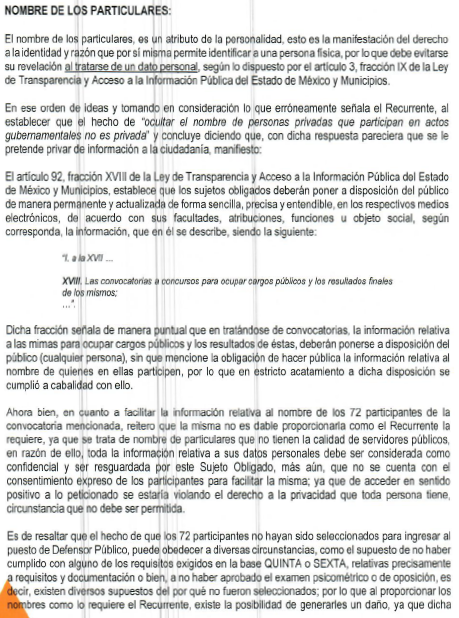 NOMBRE DE LOS PARTICULARES:
El nombre de los particulares, es un atributo de la personalidad, esto es la manifestación del derecho
a la identidad y razón que por sí misma permite identificar a una persona física, por lo que debe evitarse
su revelación al tratarse de un dato personal, según lo dispuesto por el artículo 3, fracción IX de la Ley
de Transparencia y Acceso a la Información Pública del Estado de México y Municipios.
En ese orden de ideas y tomando en consideración lo que erróneamente señala el Recurrente, al
establecer que el hecho de "ocultar el nombre de personas privadas que participan en actos
gubernamentales no es privada" y concluye diciendo que, con dicha respuesta pareciera que se le
pretende privar de información a la ciudadanía, manifiesto:
El artículo 92, fracción XVIII de la Ley de Transparencia y Acceso a la Información Pública del Estado
de México y Municipios, establece que los sujetos obligados deberán poner a disposición del público
de manera permanente y actualizada de forma sencilla, precisa y entendible, en los respectivos medios
electrónicos, de acuerdo con sus facultades, atribuciones, funciones u objeto social, según
corresponda, la información, que en él se describe, siendo la siguiente:
"I. a la XVII ...
XVIII. Las convocatorias a concursos para ocupar cargos públicos y los resultados finales
de los mismos;
...".
Dicha fracción señala de manera puntual que en tratándose de convocatorias, la información relativa
a las mimas para ocupar cargos públicos y los resultados de éstas, deberán ponerse a disposición del
público (cualquier persona), sin que mencione la obligación de hacer pública la información relativa al
nombre de quienes en ellas participen, por lo que en estricto acatamiento a dicha disposición se
cumplió a cabalidad con ello.
Ahora bien, en cuanto a facilitar la información relativa al nombre de los 72 participantes de la
convocatoria mencionada, reitero que la misma no es dable proporcionarla como el Recurrente la
requiere, ya que se trata de nombre de particulares que no tienen la calidad de servidores públicos,
en razón de ello, toda la información relativa a sus datos personales debe ser considerada como
confidencial y ser resguardada por este Sujeto Obligado, más aún, que no se cuenta con el
consentimiento expreso de los participantes para facilitar la misma; ya que de acceder en sentido
positivo a lo peticionado se estaría violando el derecho a la privacidad que toda persona tiene,
circunstancia que no debe ser permitida.
Es de resaltar que el hecho de que los 72 participantes no hayan sido seleccionados para ingresar al
puesto de Defensor Público, puede obedecer a diversas circunstancias, como el supuesto de no haber
cumplido con alguno de los requisitos exigidos en la base QUINTA o SEXTA, relativas precisamente
a requisitos y documentación o bien, a no haber aprobado el examen psicométrico o de oposición, es
decir, existen diversos supuestos del por qué no fueron seleccionados; por lo que al proporcionar los
nombres como lo requiere el Recurrente, existe la posibilidad de generarles un daño, ya que dicha